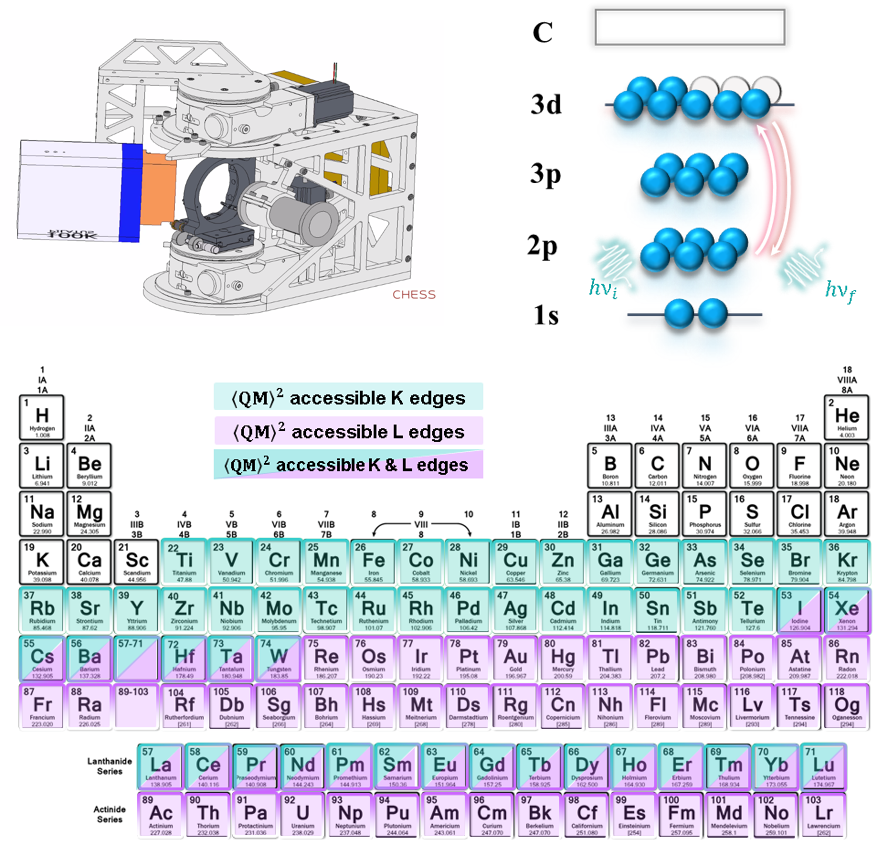 C
3d
3p
2p
1s
hνi
hνf
100K
CHESS
⟨QM⟩² accessible K edges
⟨QM⟩² accessible L edges
⟨QM⟩² accessible K & L edges
1 IA 1A
2 IIA 2A
3 IIIB 3B
4 IVB 4B
5 VB 5B
6 VIB 6B
7 VIIB 7B
8 9 10
VIII
8
11 IB 1B
12 IIB 2B
13 IIIA 3A
14 IVA 4A
15 VA 5A
16 VIA 6A
17 VIIA 7A
18 VIIIA 8A
1 H Hydrogen 1.008
2 He Helium 4.003
3 Li Lithium 6.941
4 Be Beryllium 9.012
5 B Boron 10.811
6 C Carbon 12.011
7 N Nitrogen 14.007
8 O Oxygen 15.999
9 F Fluorine 18.998
10 Ne Neon 20.180
11 Na Sodium 22.990
12 Mg Magnesium 24.305
13 Al Aluminum 26.982
14 Si Silicon 28.086
15 P Phosphorus 30.974
16 S Sulfur 32.066
17 Cl Chlorine 35.453
18 Ar Argon 39.948
19 K Potassium 39.098
20 Ca Calcium 40.078
21 Sc Scandium 44.956
22 Ti Titanium 47.88
23 V Vanadium 50.942
24 Cr Chromium 51.996
25 Mn Manganese 54.938
26 Fe Iron 55.845
27 Co Cobalt 58.933
28 Ni Nickel 58.693
29 Cu Copper 63.546
30 Zn Zinc 65.38
31 Ga Gallium 69.723
32 Ge Germanium 72.631
33 As Arsenic 74.922
34 Se Selenium 78.971
35 Br Bromine 79.904
36 Kr Krypton 84.798
37 Rb Rubidium 85.468
38 Sr Strontium 87.62
39 Y Yttrium 88.906
40 Zr Zirconium 91.224
41 Nb Niobium 92.906
42 Mo Molybdenum 95.95
43 Tc Technetium 98.907
44 Ru Ruthenium 101.07
45 Rh Rhodium 102.906
46 Pd Palladium 106.42
47 Ag Silver 107.868
48 Cd Cadmium 112.414
49 In Indium 114.818
50 Sn Tin 118.711
51 Sb Antimony 121.760
52 Te Tellurium 127.6
53 I Iodine 126.904
54 Xe Xenon 131.294
55 Cs Cesium 132.905
56 Ba Barium 137.328
57-71
72 Hf Hafnium 178.49
73 Ta Tantalum 180.948
74 W Tungsten 183.85
75 Re Rhenium 186.207
76 Os Osmium 190.23
77 Ir Iridium 192.22
78 Pt Platinum 195.08
79 Au Gold 196.967
80 Hg Mercury 200.59
81 Tl Thallium 204.383
82 Pb Lead 207.2
83 Bi Bismuth 208.980
84 Po Polonium [208.982]
85 At Astatine 209.987
86 Rn Radon 222.018
87 Fr Francium 223.020
88 Ra Radium 226.025
89-103
104 Rf Rutherfordium [261]
105 Db Dubnium [262]
106 Sg Seaborgium [266]
107 Bh Bohrium [264]
108 Hs Hassium [269]
109 Mt Meitnerium [268]
110 Ds Darmstadtium [278]
111 Rg Roentgenium [280]
112 Cn Copernicium [285]
113 Nh Nihonium [286]
114 Fl Flerovium [289]
115 Mc Moscovium [289]
116 Lv Livermorium [293]
117 Ts Tennessine [294]
118 Og Oganesson [294]
Lanthanide Series
57 La Lanthanum 138.905
58 Ce Cerium 140.116
59 Pr Praseodymium 140.908
60 Nd Neodymium 144.243
61 Pm Promethium 144.913
62 Sm Samarium 150.36
63 Eu Europium 151.964
64 Gd Gadolinium 157.25
65 Tb Terbium 158.925
66 Dy Dysprosium 162.500
67 Ho Holmium 164.930
68 Er Erbium 167.259
69 Tm Thulium 168.934
70 Yb Ytterbium 173.055
71 Lu Lutetium 174.967
Actinide Series
89 Ac Actinium 227.028
90 Th Thorium 232.038
91 Pa Protactinium 231.036
92 U Uranium 238.029
93 Np Neptunium 237.048
94 Pu Plutonium 244.064
95 Am Americium 243.061
96 Cm Curium 247.070
97 Bk Berkelium 247.070
98 Cf Californium 251.080
99 Es Einsteinium [254]
100 Fm Fermium 257.095
101 Md Mendelevium 258.1
102 No Nobelium 259.101
103 Lr Lawrencium [262]